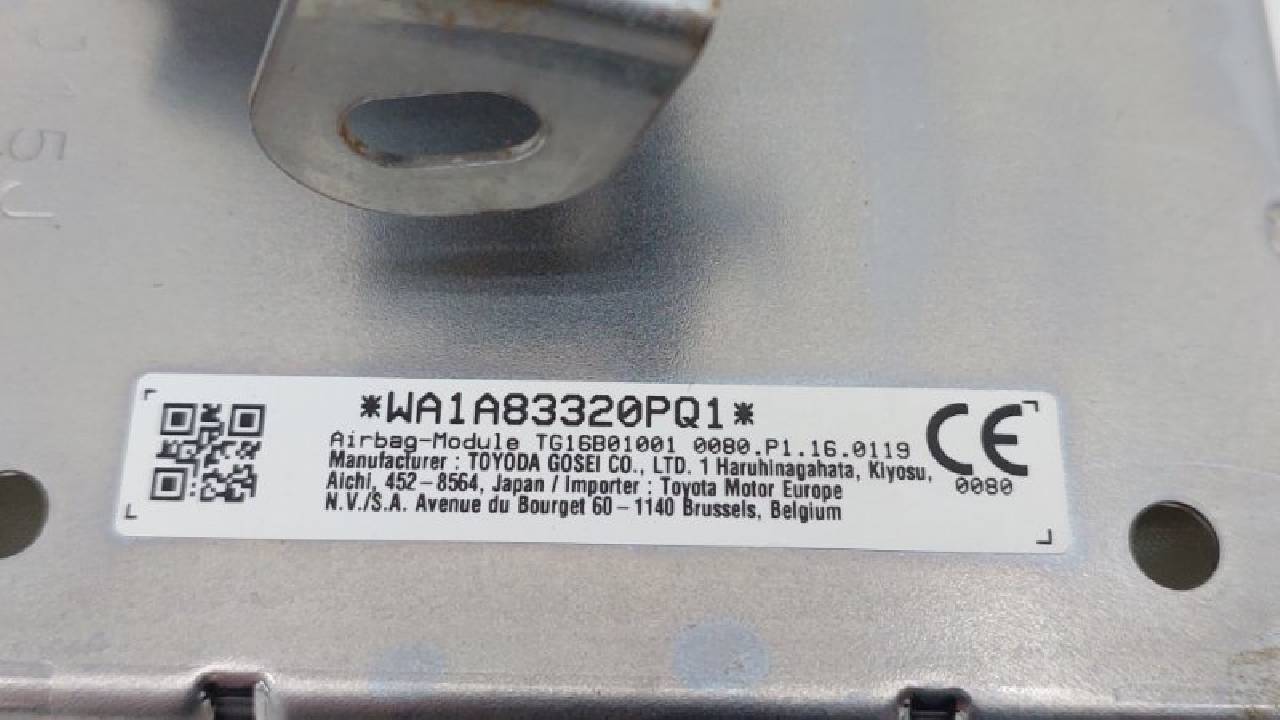 *WA1A83320PQ1*
Airbag-Module TG16B01001 0080.P1.16.0119
Manufacturer : TOYODA GOSEI CO., LTD. 1 Haruhinagahata, Kiyosu,
Aichi, 452-8564, Japan / Importer : Toyota Motor Europe
N.V./S.A. Avenue du Bourget 60-1140 Brussels, Belgium
CE
0080